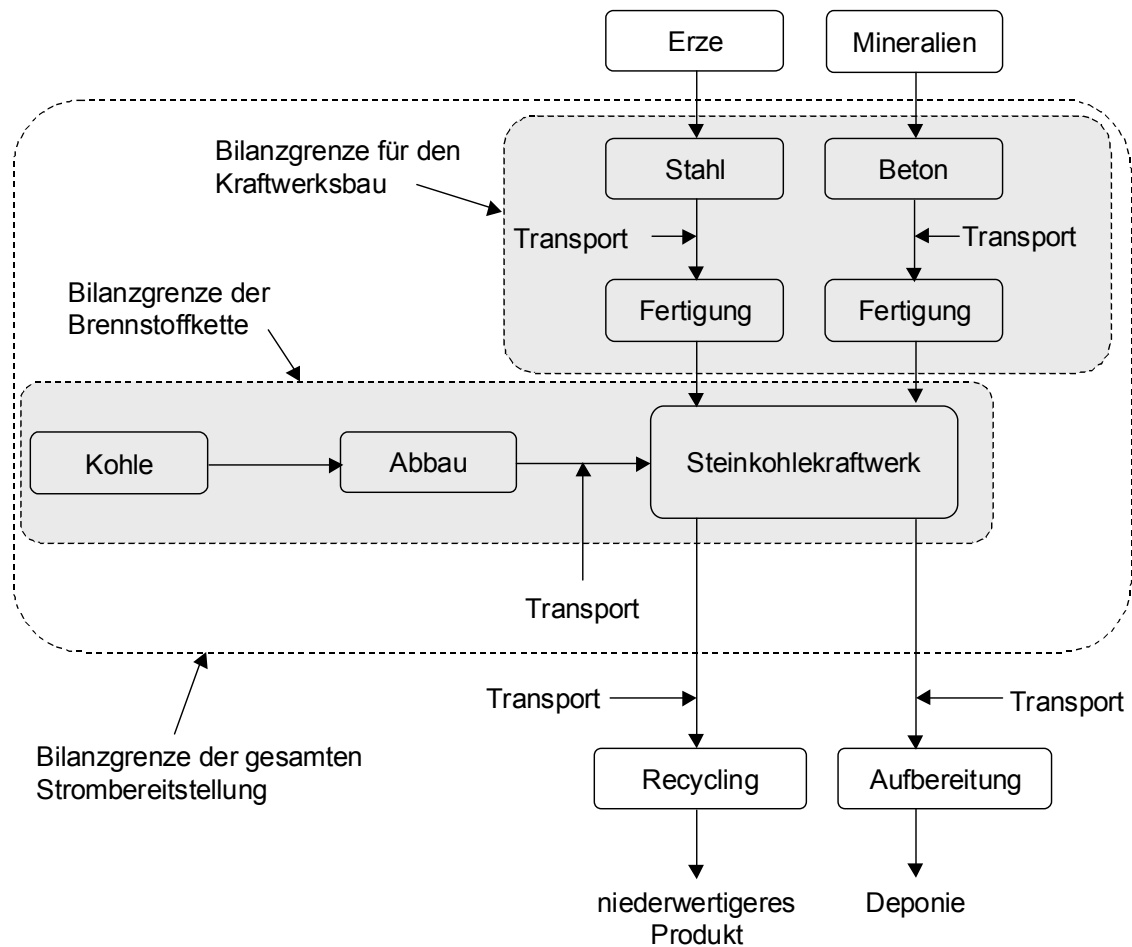 Erze
Mineralien
Bilanzgrenze für den
Kraftwerksbau
Stahl
Beton
Transport
Transport
Bilanzgrenze der
Brennstoffkette
Fertigung
Fertigung
Kohle
Abbau
Steinkohlekraftwerk
Transport
Transport
Transport
Bilanzgrenze der gesamten
Strombereitstellung
Recycling
Aufbereitung
niederwertigeres
Produkt
Deponie